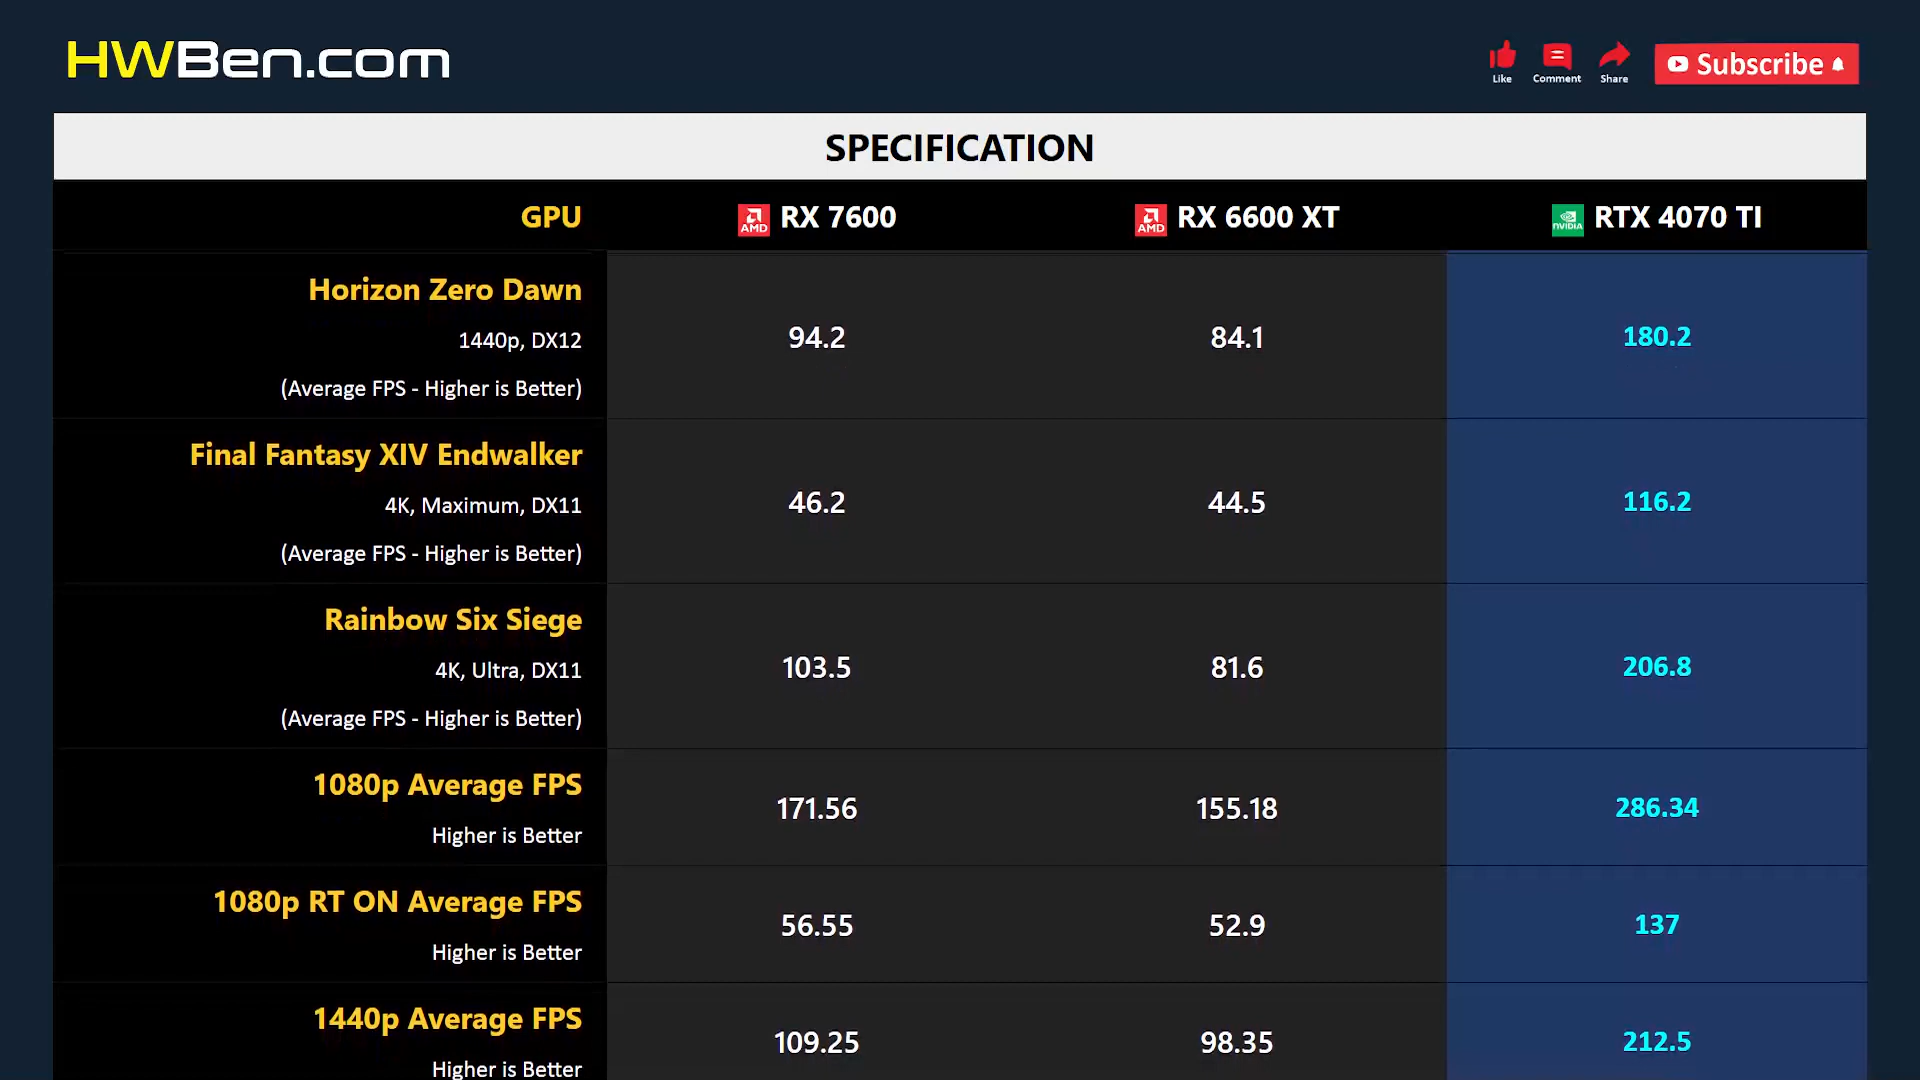 HWBen.com
Like Comment Share Subscribe
SPECIFICATION
GPU AMD RX 7600 AMD RX 6600 XT NVIDIA RTX 4070 TI
Horizon Zero Dawn
1440p, DX12 94.2 84.1 180.2
(Average FPS - Higher is Better)
Final Fantasy XIV Endwalker
4K, Maximum, DX11 46.2 44.5 116.2
(Average FPS - Higher is Better)
Rainbow Six Siege
4K, Ultra, DX11 103.5 81.6 206.8
(Average FPS - Higher is Better)
1080p Average FPS 171.56 155.18 286.34
Higher is Better
1080p RT ON Average FPS 56.55 52.9 137
Higher is Better
1440p Average FPS 109.25 98.35 212.5
Higher is Better